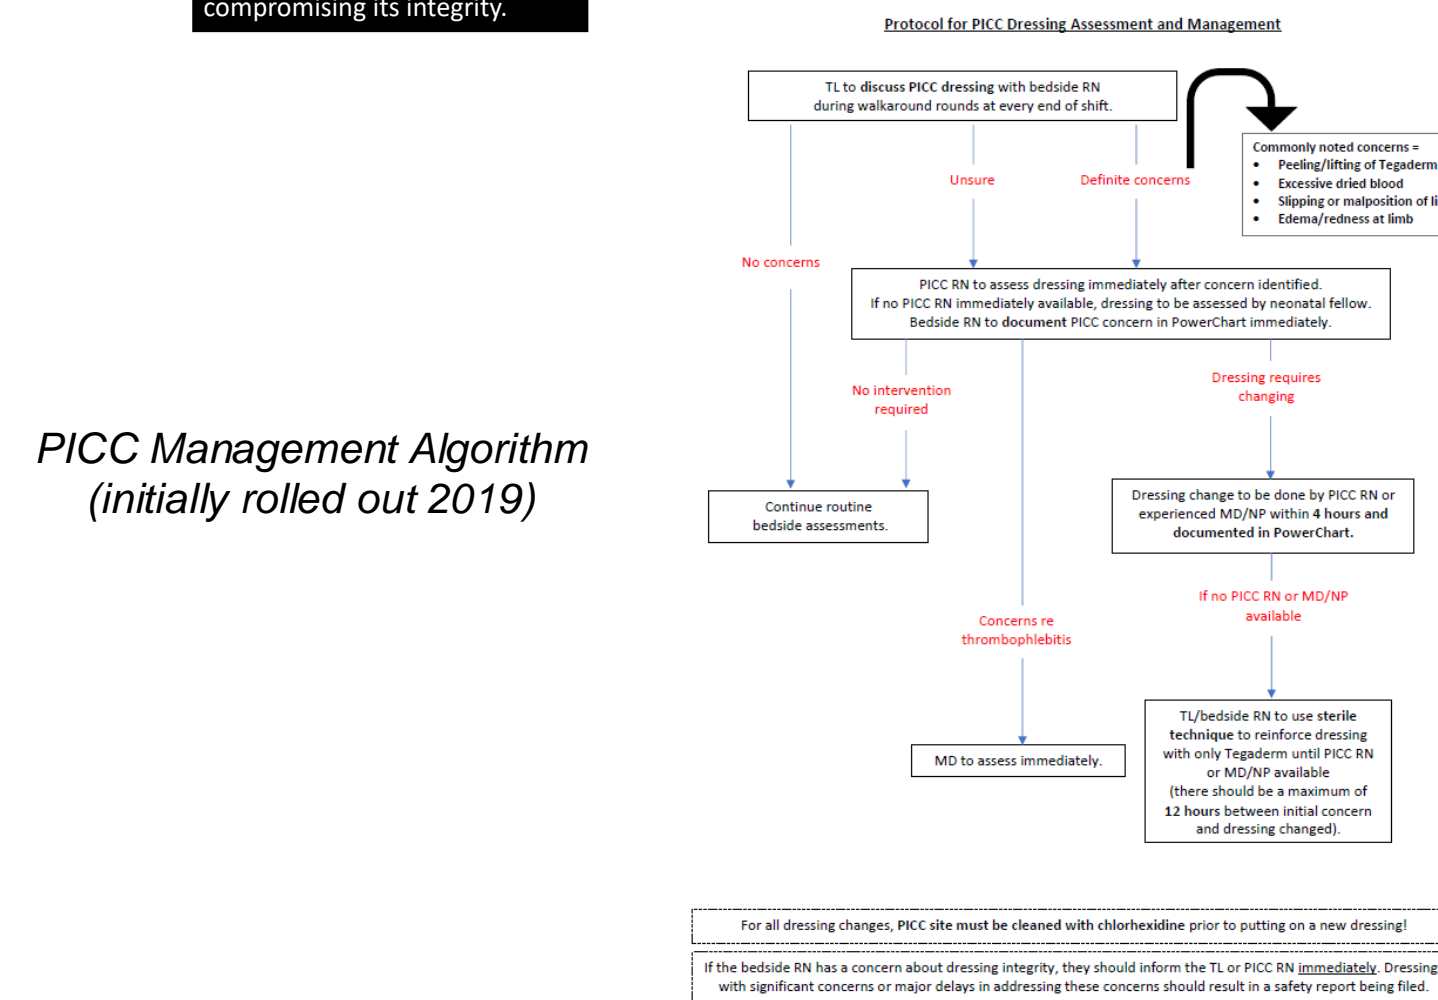 compromising its integrity.
PICC Management Algorithm
(initially rolled out 2019)
Protocol for PICC Dressing Assessment and Management
TL to discuss PICC dressing with bedside RN
during walkaround rounds at every end of shift.
Commonly noted concerns =
• Peeling/lifting of Tegaderm
• Excessive dried blood
• Slipping or malposition of
• Edema/redness at limb
Unsure
Definite concerns
No concerns
PICC RN to assess dressing immediately after concern identified.
If no PICC RN immediately available, dressing to be assessed by neonatal fellow.
Bedside RN to document PICC concern in PowerChart immediately.
No intervention
required
Dressing requires
changing
Continue routine
bedside assessments.
Dressing change to be done by PICC RN or
experienced MD/NP within 4 hours and
documented in PowerChart.
If no PICC RN or MD/NP
available
Concerns re
thrombophlebitis
MD to assess immediately.
TL/bedside RN to use sterile
technique to reinforce dressing
with only Tegaderm until PICC RN
or MD/NP available
(there should be a maximum of
12 hours between initial concern
and dressing changed).
For all dressing changes, PICC site must be cleaned with chlorhexidine prior to putting on a new dressing!
If the bedside RN has a concern about dressing integrity, they should inform the TL or PICC RN immediately. Dressing
with significant concerns or major delays in addressing these concerns should result in a safety report being filed.